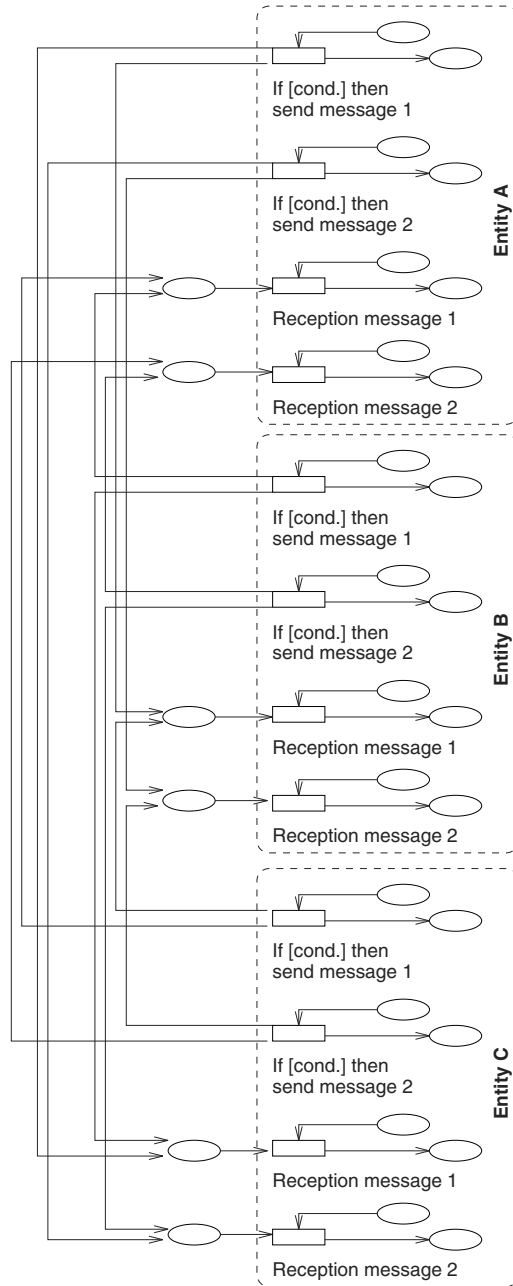 If [cond.] then
send message 1
If [cond.] then
send message 2
Reception message 1
Reception message 2
Entity A
If [cond.] then
send message 1
If [cond.] then
send message 2
Reception message 1
Reception message 2
Entity B
If [cond.] then
send message 1
If [cond.] then
send message 2
Reception message 1
Reception message 2
Entity C